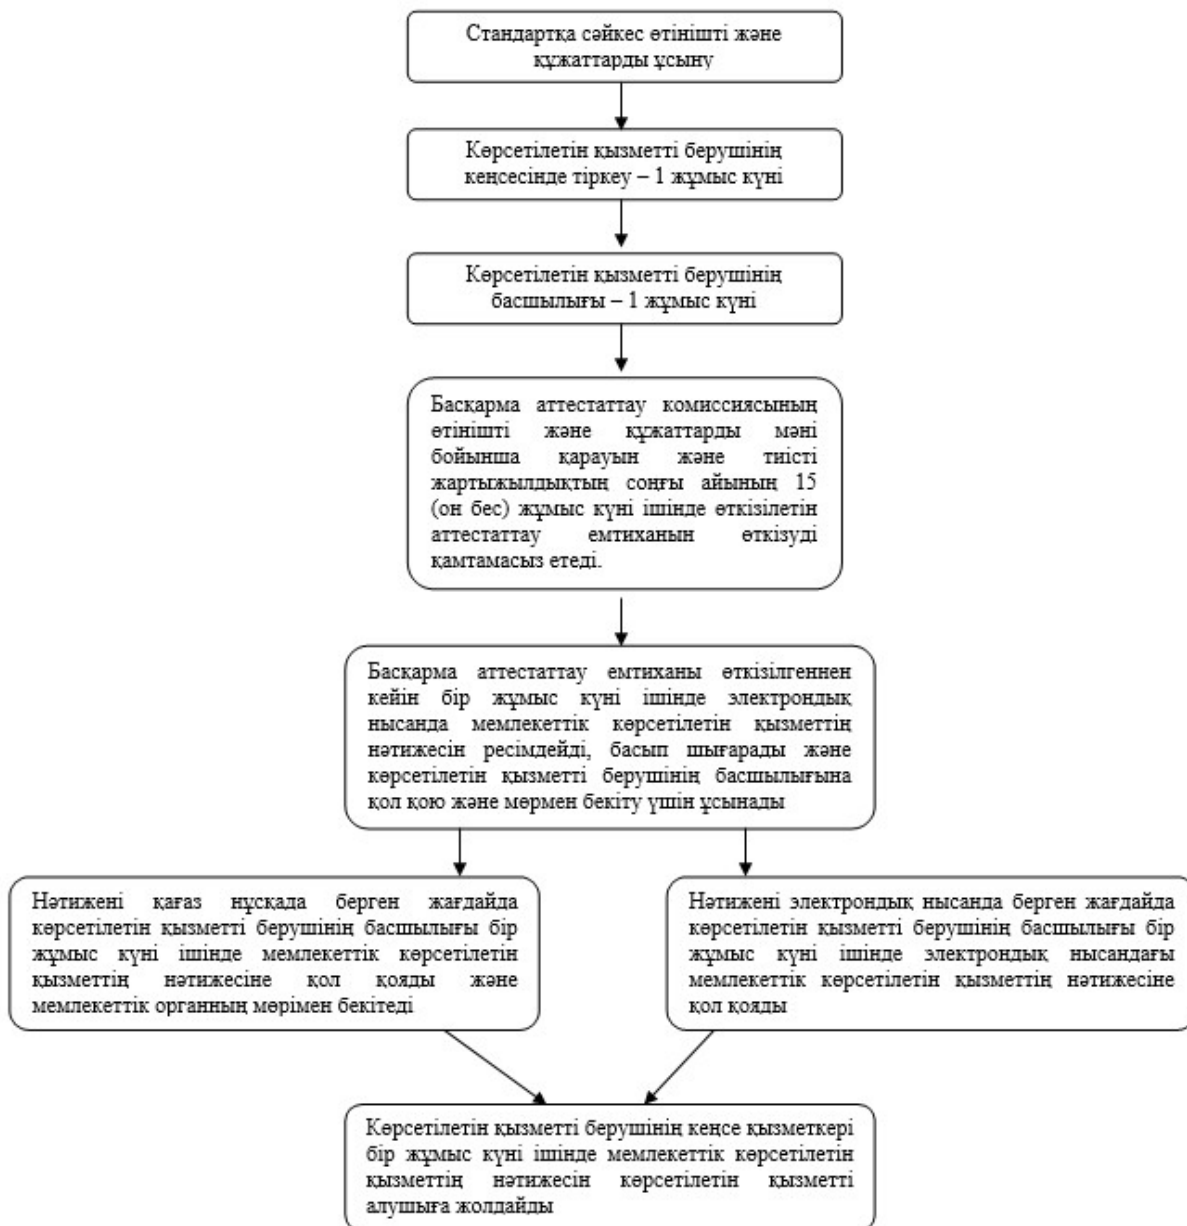 Стандартқа сәйкес өтінішті және
құжаттарды ұсыну
Көрсетілетін қызметті берушінің
кеңсесінде тіркеу – 1 жұмыс күні
Көрсетілетін қызметті берушінің
басшылығы – 1 жұмыс күні
Басқарма аттестаттау комиссиясының
өтінішті және құжаттарды мәні
бойынша қарауын және тиісті
жартыжылдықтың соңғы айының 15
(он бес) жұмыс күні ішінде өткізілетін
аттестаттау емтиханын өткізуді
қамтамасыз етеді.
Басқарма аттестаттау емтиханы өткізілгеннен
кейін бір жұмыс күні ішінде электрондық
нысанда мемлекеттік көрсетілетін қызметтің
нәтижесін ресімдейді, басып шығарады және
көрсетілетін қызметті берушінің басшылығына
қол қою және мөрмен бекіту үшін ұсынады
Нәтижені қағаз нұсқада берген жағдайда
көрсетілетін қызметті берушінің басшылығы бір
жұмыс күні ішінде мемлекеттік көрсетілетін
қызметтің нәтижесіне қол қояды және
мемлекеттік органның мөрімен бекітеді
Нәтижені электрондық нысанда берген жағдайда
көрсетілетін қызметті берушінің басшылығы бір
жұмыс күні ішінде электрондық нысандағы
мемлекеттік көрсетілетін қызметтің нәтижесіне
қол қояды
Көрсетілетін қызметті берушінің кеңсе қызметкері
бір жұмыс күні ішінде мемлекеттік көрсетілетін
қызметтің нәтижесін көрсетілетін қызметті
алушыға жолдайды